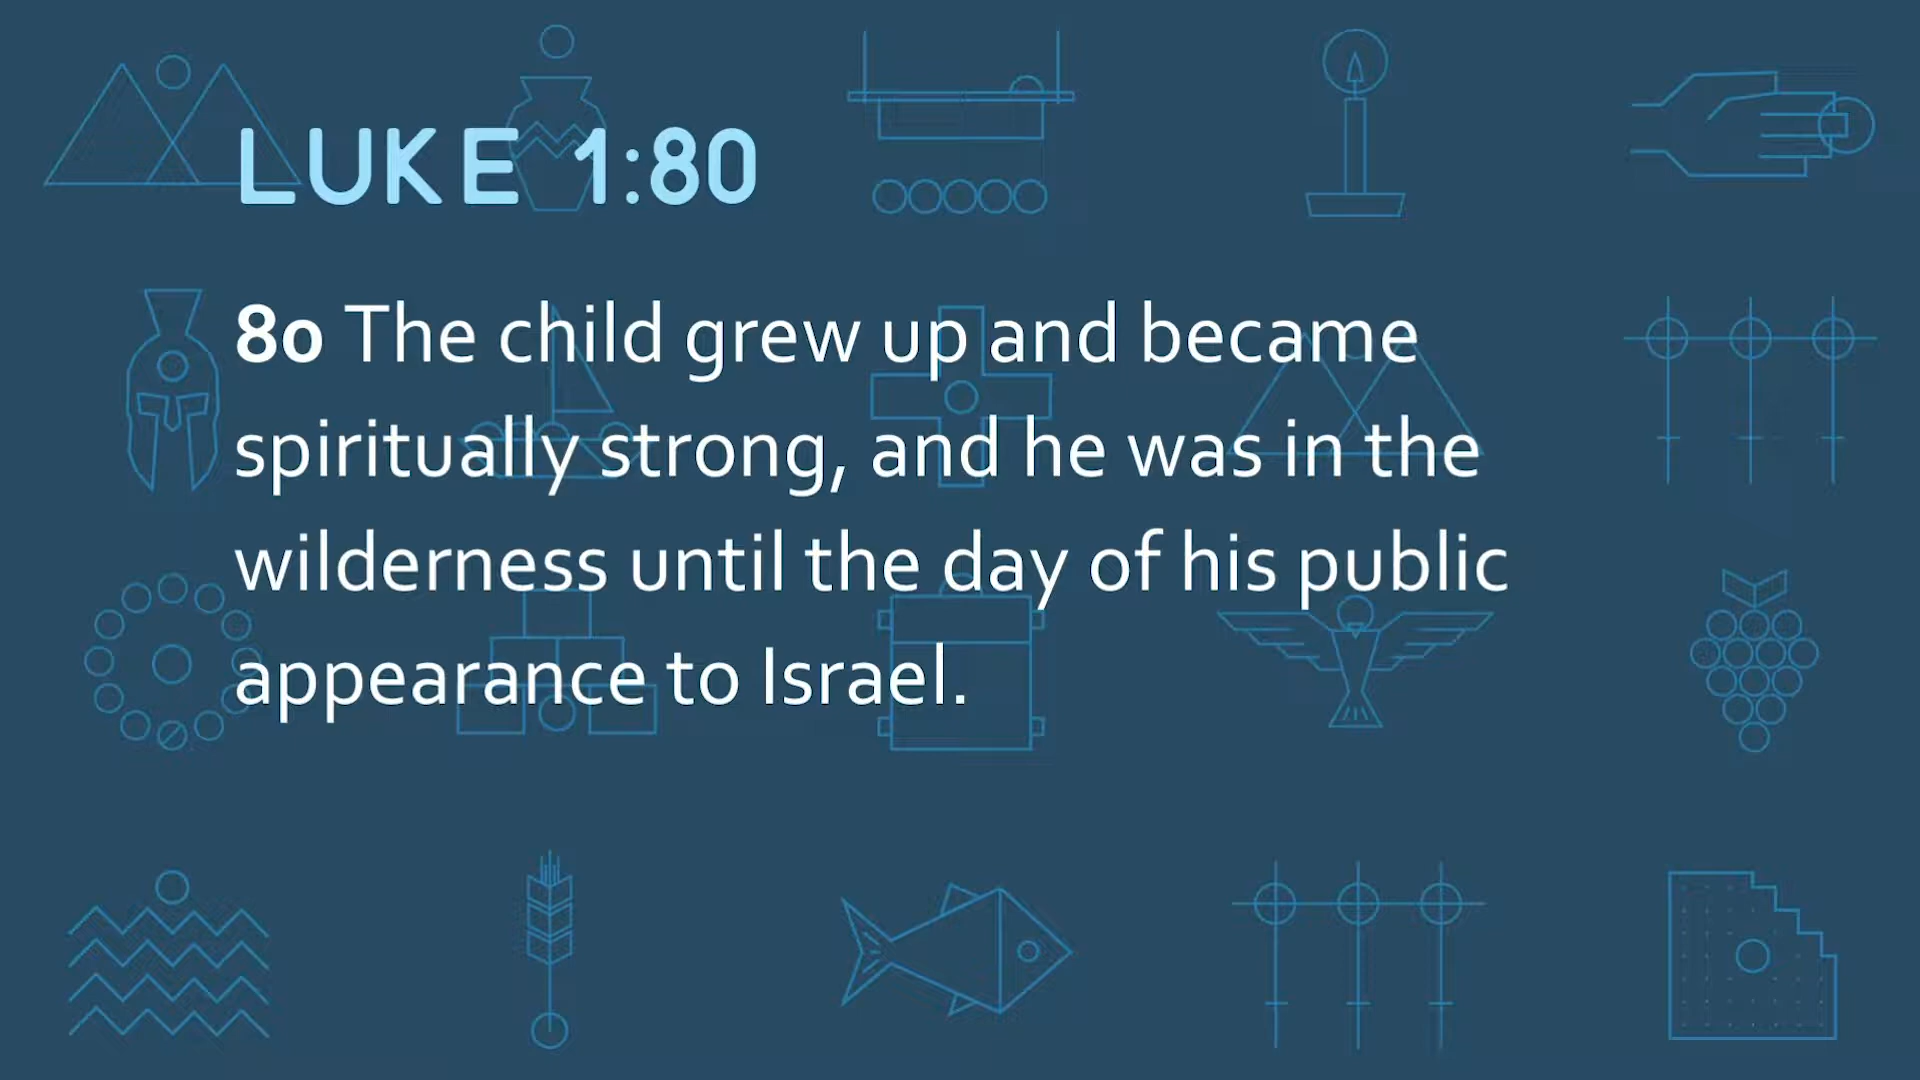 LUKE 1:80
80 The child grew up and became
spiritually strong, and he was in the
wilderness until the day of his public
appearance to Israel.